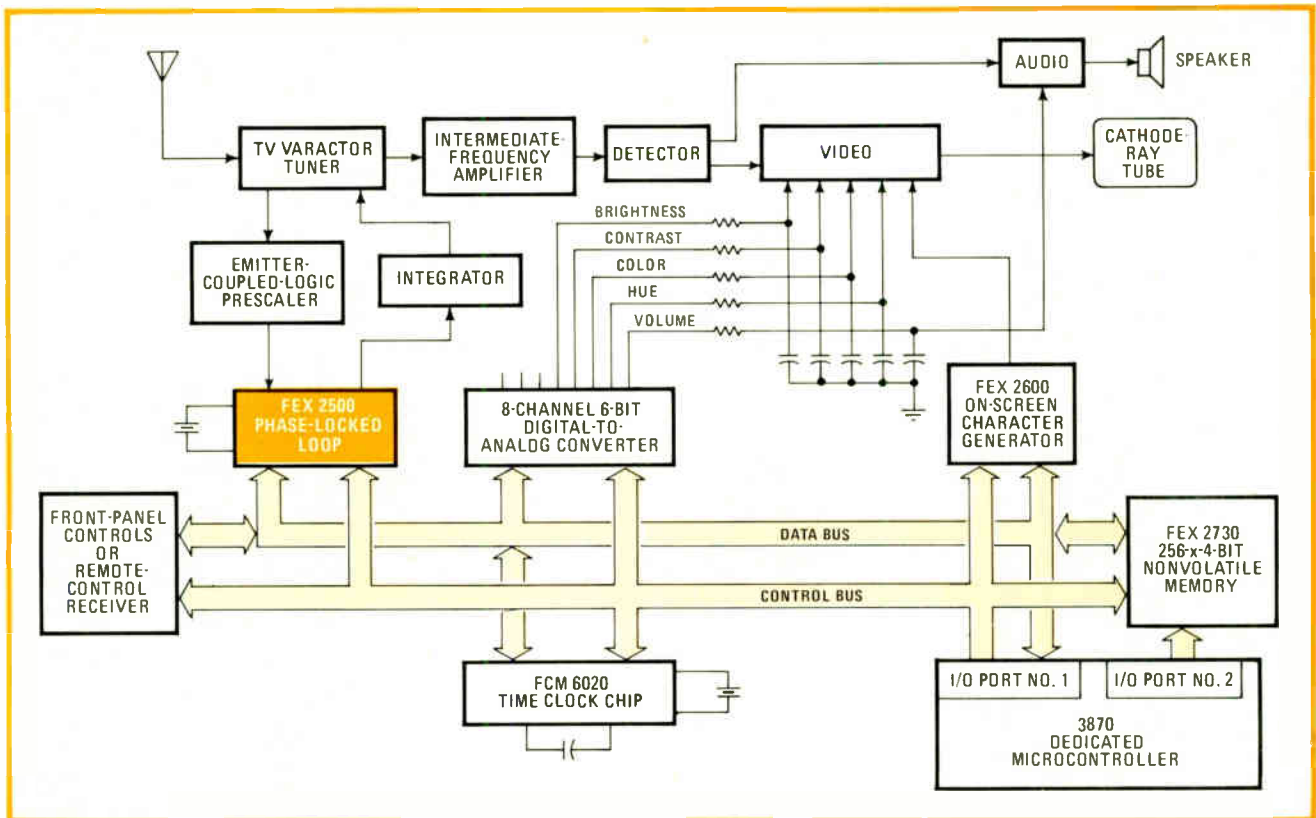 AUDIO
SPEAKER
TV VARACTOR
TUNER
INTERMEDIATE-
FREQUENCY
AMPLIFIER
DETECTOR
VIDEO
CATHODE-
RAY
TUBE
BRIGHTNESS
CONTRAST
COLOR
HUE
VOLUME
EMITTER-
COUPLED-LOGIC
PRESCALER
INTEGRATOR
FEX 2500
PHASE-LOCKED
LOOP
8-CHANNEL 6-BIT
DIGITAL-TO-
ANALOG CONVERTER
FEX 2600
ON-SCREEN
CHARACTER
GENERATOR
FRONT-PANEL
CONTROLS
OR
REMOTE-
CONTROL
RECEIVER
DATA BUS
CONTROL BUS
FEX 2730
256-x-4-BIT
NONVOLATILE
MEMORY
FCM 6020
TIME CLOCK CHIP
I/O PORT NO. 1
I/O PORT NO. 2
3870
DEDICATED
MICROCONTROLLER